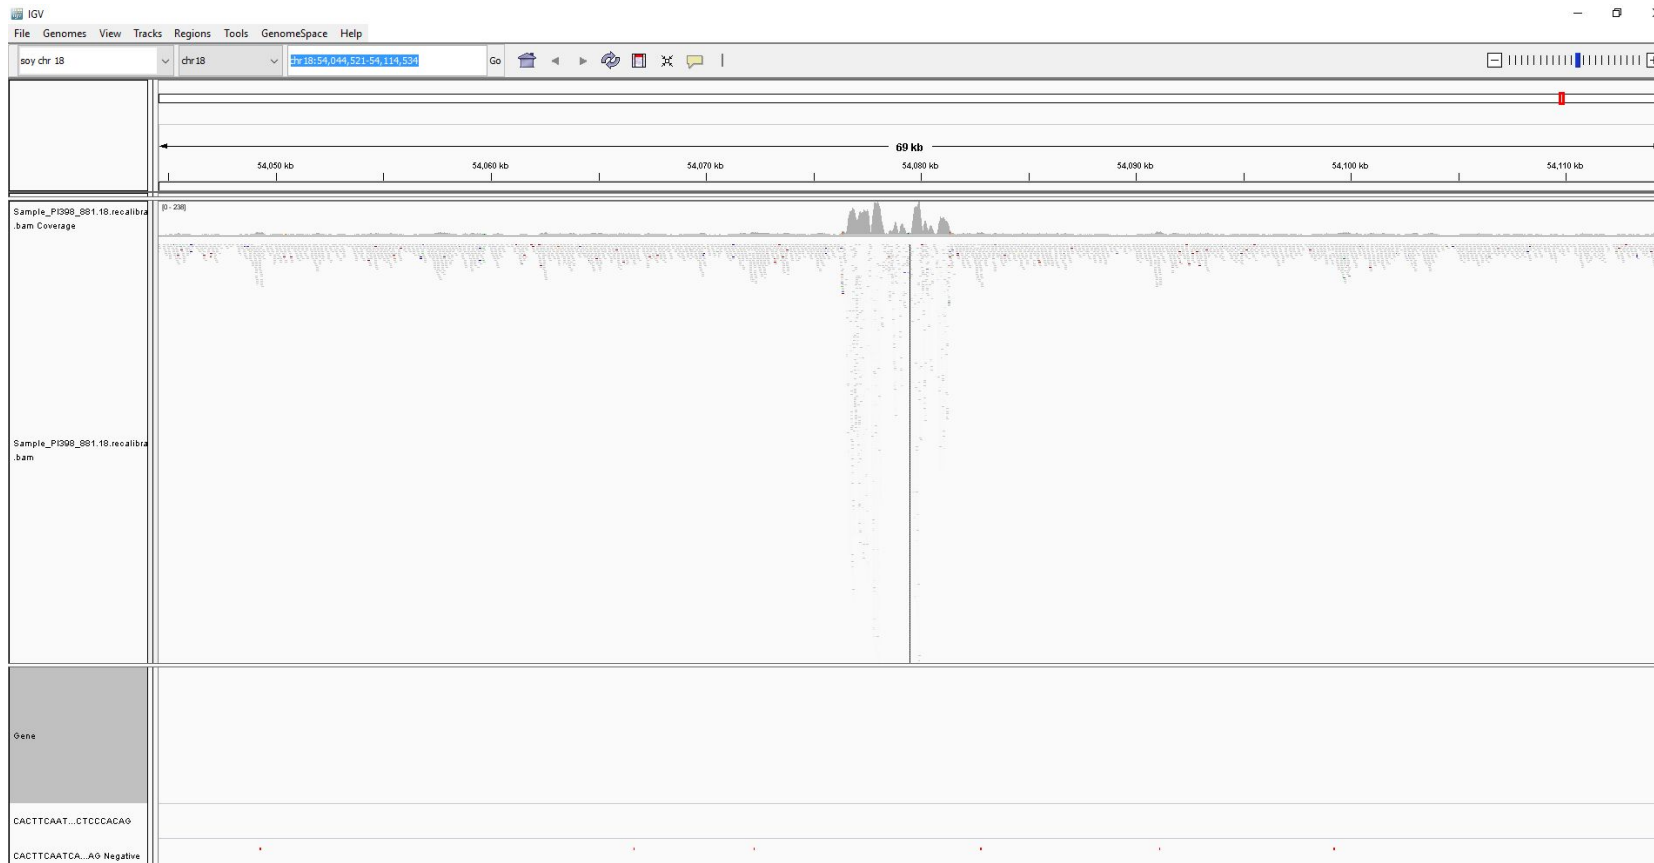 IGV
File Genomes View Tracks Regions Tools GenomeSpace Help
soy chr 18 chr18 chr18:54,044,521-54,114,534 Go
69 kb
54,050 kb 54,060 kb 54,070 kb 54,080 kb 54,090 kb 54,100 kb 54,110 kb
Sample_PI398_881.18.recalibra
.bam Coverage
[0 - 238]
Sample_PI398_881.18.recalibra
.bam
Gene
CACTTCAAT...CTCCCACAG
CACTTCAATCA...AG Negative